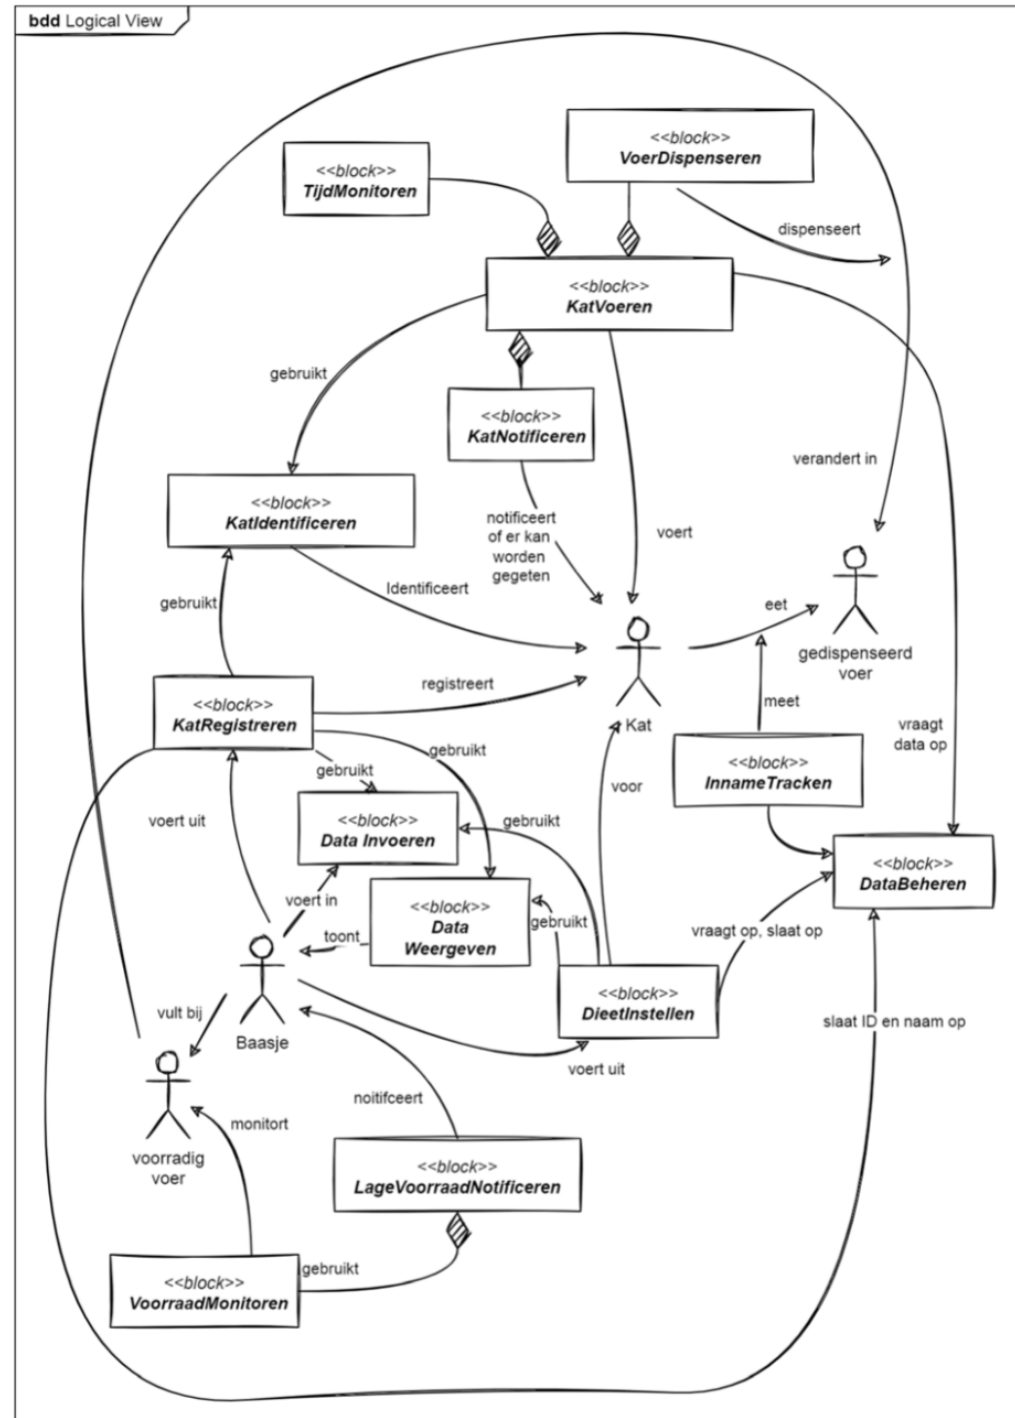 bdd Logical View
<<block>>
VoerDispenseren
<<block>>
TijdMonitoren
dispenseert
<<block>>
KatVoeren
gebruikt
<<block>>
KatNotificeren
verandert in
<<block>>
KatIdentificeren
notificeert
of er kan
worden
gegeten
voert
Identificeert
gebruikt
eet
gedispenseerd
voer
registreert
<<block>>
KatRegistreren
Kat
meet
vraagt
data op
gebruikt
gebruikt
<<block>>
InnameTracken
voor
voert uit
<<block>>
Data Invoeren
gebruikt
<<block>>
DataBeheren
voert in
<<block>>
Data
Weergeven
gebruikt
toont
vraagt op, slaat op
<<block>>
DieetInstellen
vult bij
Baasje
slaat ID en naam op
voert uit
noitifceert
monitort
voorradig
voer
<<block>>
LageVoorraadNotificeren
gebruikt
<<block>>
VoorraadMonitoren